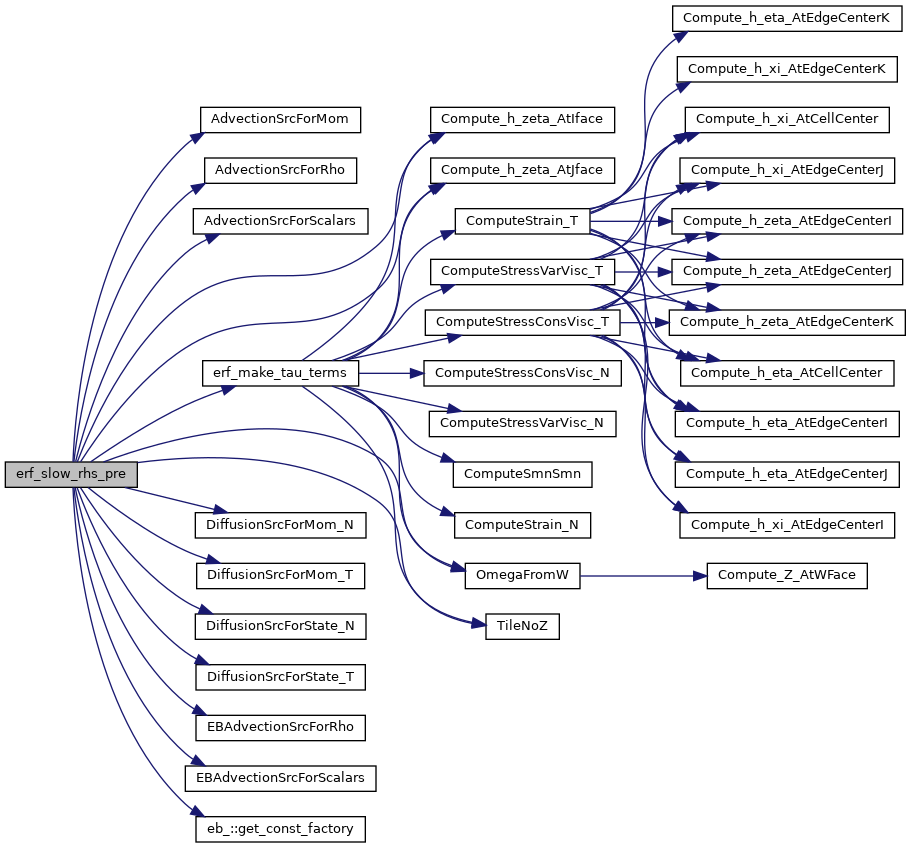 Compute_h_eta_AtEdgeCenterK
Compute_h_xi_AtEdgeCenterK
AdvectionSrcForMom
Compute_h_zeta_AtIface
Compute_h_xi_AtCellCenter
AdvectionSrcForRho
Compute_h_zeta_AtJface
Compute_h_xi_AtEdgeCenterJ
AdvectionSrcForScalars
ComputeStrain_T
Compute_h_zeta_AtEdgeCenterI
ComputeStressVarVisc_T
Compute_h_zeta_AtEdgeCenterJ
ComputeStressConsVisc_T
Compute_h_zeta_AtEdgeCenterK
erf_make_tau_terms
ComputeStressConsVisc_N
Compute_h_eta_AtCellCenter
ComputeStressVarVisc_N
Compute_h_eta_AtEdgeCenterI
erf_slow_rhs_pre
ComputeSmnSmn
Compute_h_eta_AtEdgeCenterJ
DiffusionSrcForMom_N
ComputeStrain_N
Compute_h_xi_AtEdgeCenterI
DiffusionSrcForMom_T
OmegaFromW
Compute_Z_AtWFace
DiffusionSrcForState_N
TileNoZ
DiffusionSrcForState_T
EBAdvectionSrcForRho
EBAdvectionSrcForScalars
eb_::get_const_factory